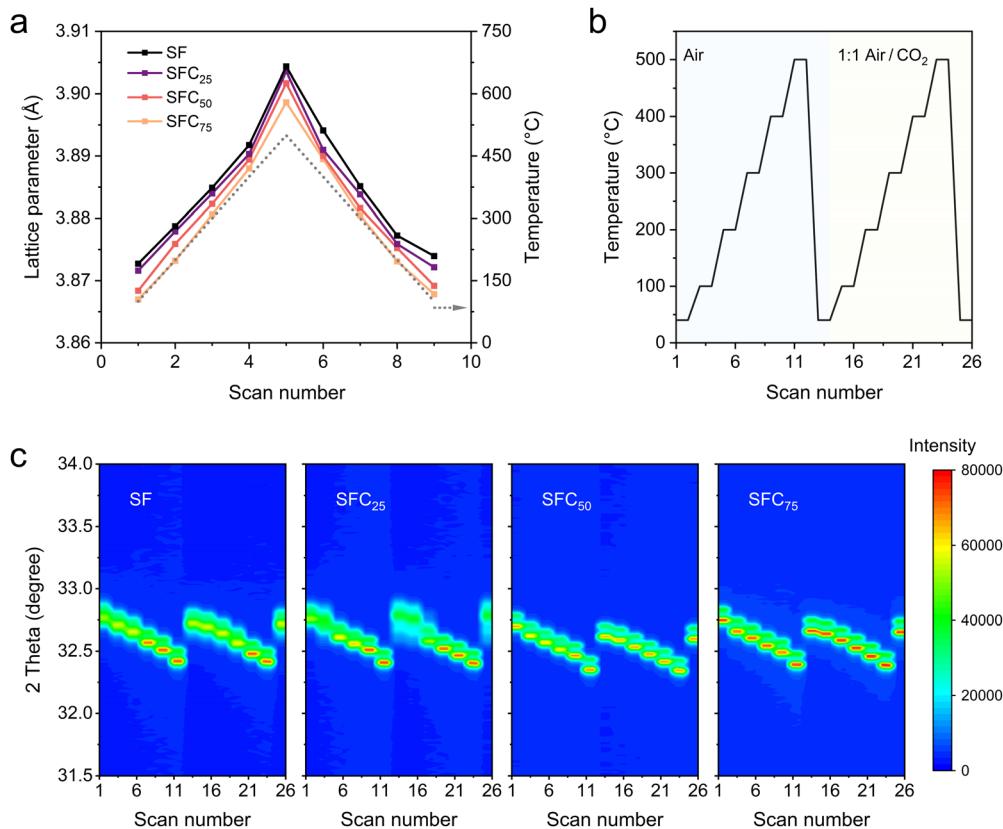 a
3.91
3.90
3.89
3.88
3.87
3.86
Lattice parameter (Å)
SF
SFC25
SFC50
SFC75
750
600
450
300
150
0
Temperature (°C)
0 2 4 6 8 10
Scan number
b
Air
1:1 Air / CO2
500
400
300
200
100
0
Temperature (°C)
1 6 11 16 21 26
Scan number
c
Intensity
34.0
33.5
33.0
32.5
32.0
31.5
2 Theta (degree)
SF
SFC25
SFC50
SFC75
80000
60000
40000
20000
0
1 6 11 16 21 26
1 6 11 16 21 26
1 6 11 16 21 26
1 6 11 16 21 26
Scan number
Scan number
Scan number
Scan number